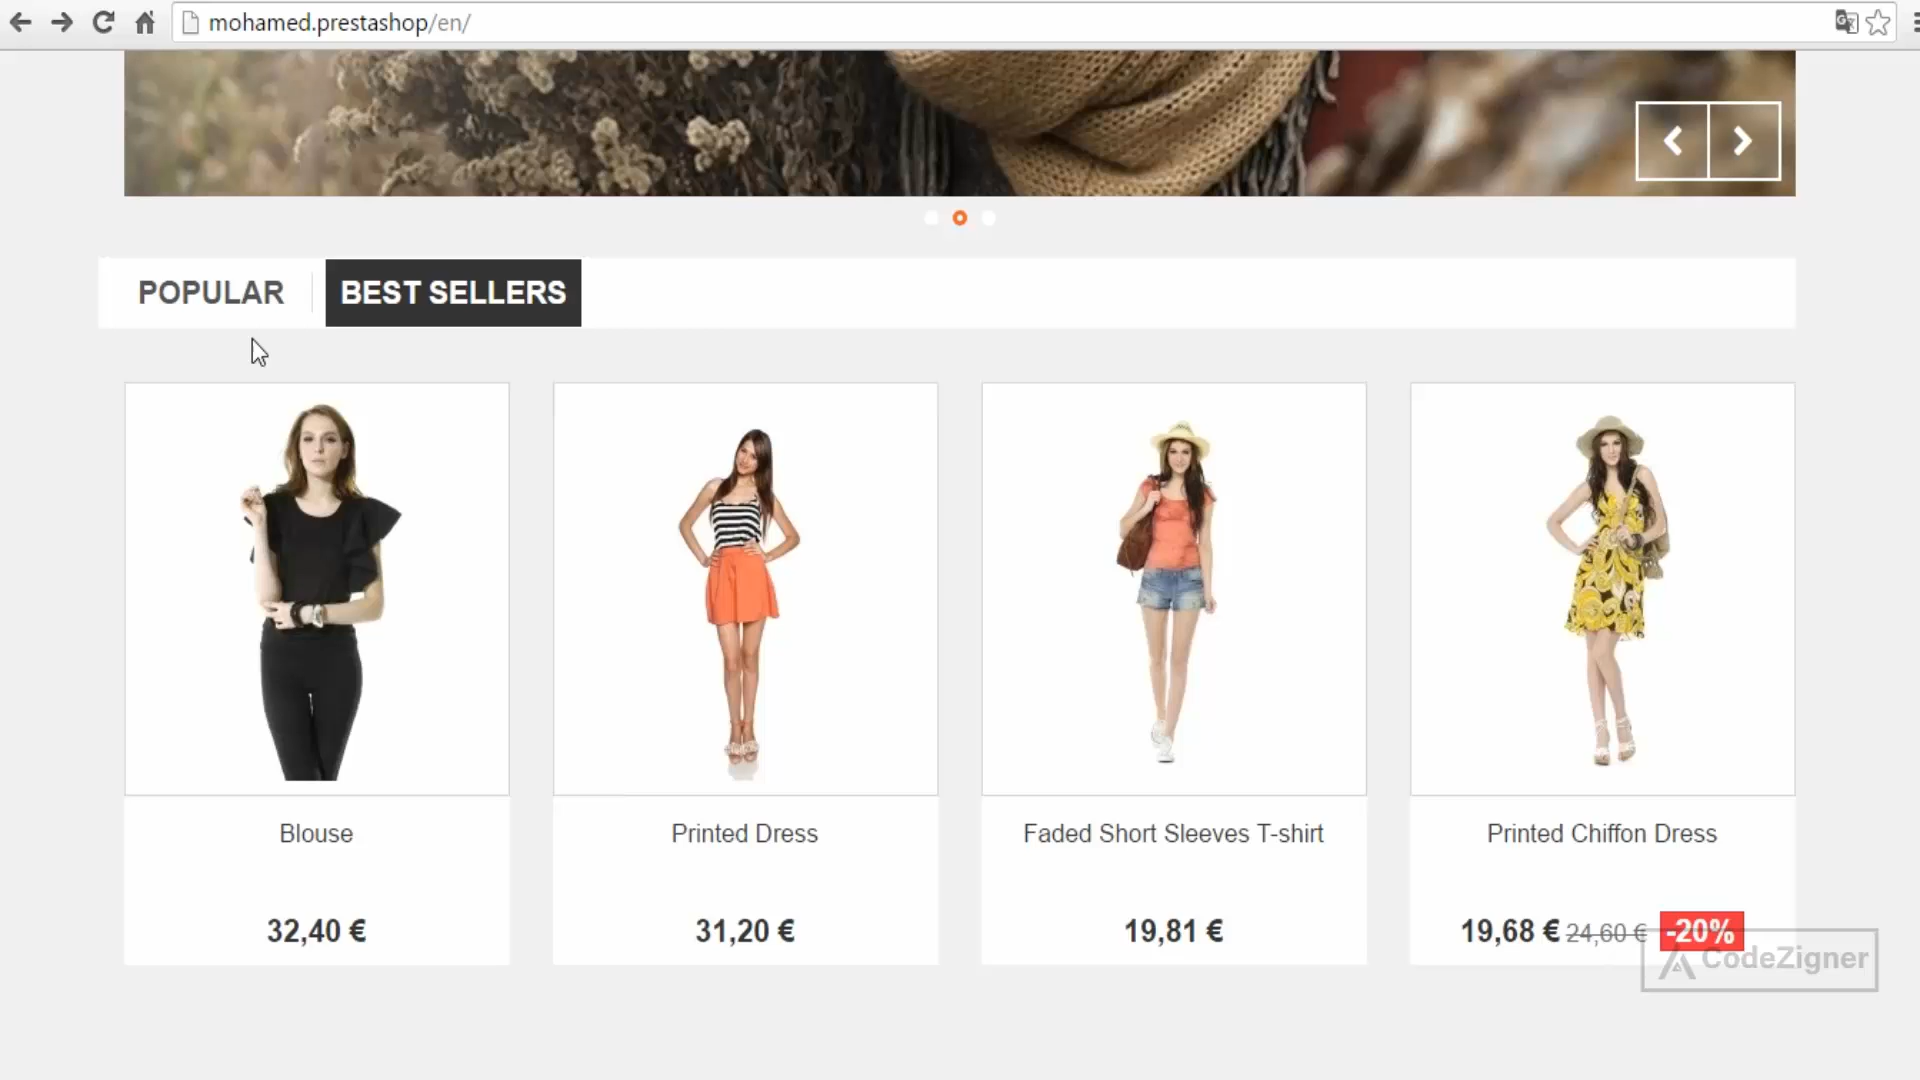 mohamed.prestashop/en/
POPULAR
BEST SELLERS
Blouse
Printed Dress
Faded Short Sleeves T-shirt
Printed Chiffon Dress
32,40 €
31,20 €
19,81 €
19,68 € 24,60 € -20%
CodeZigner